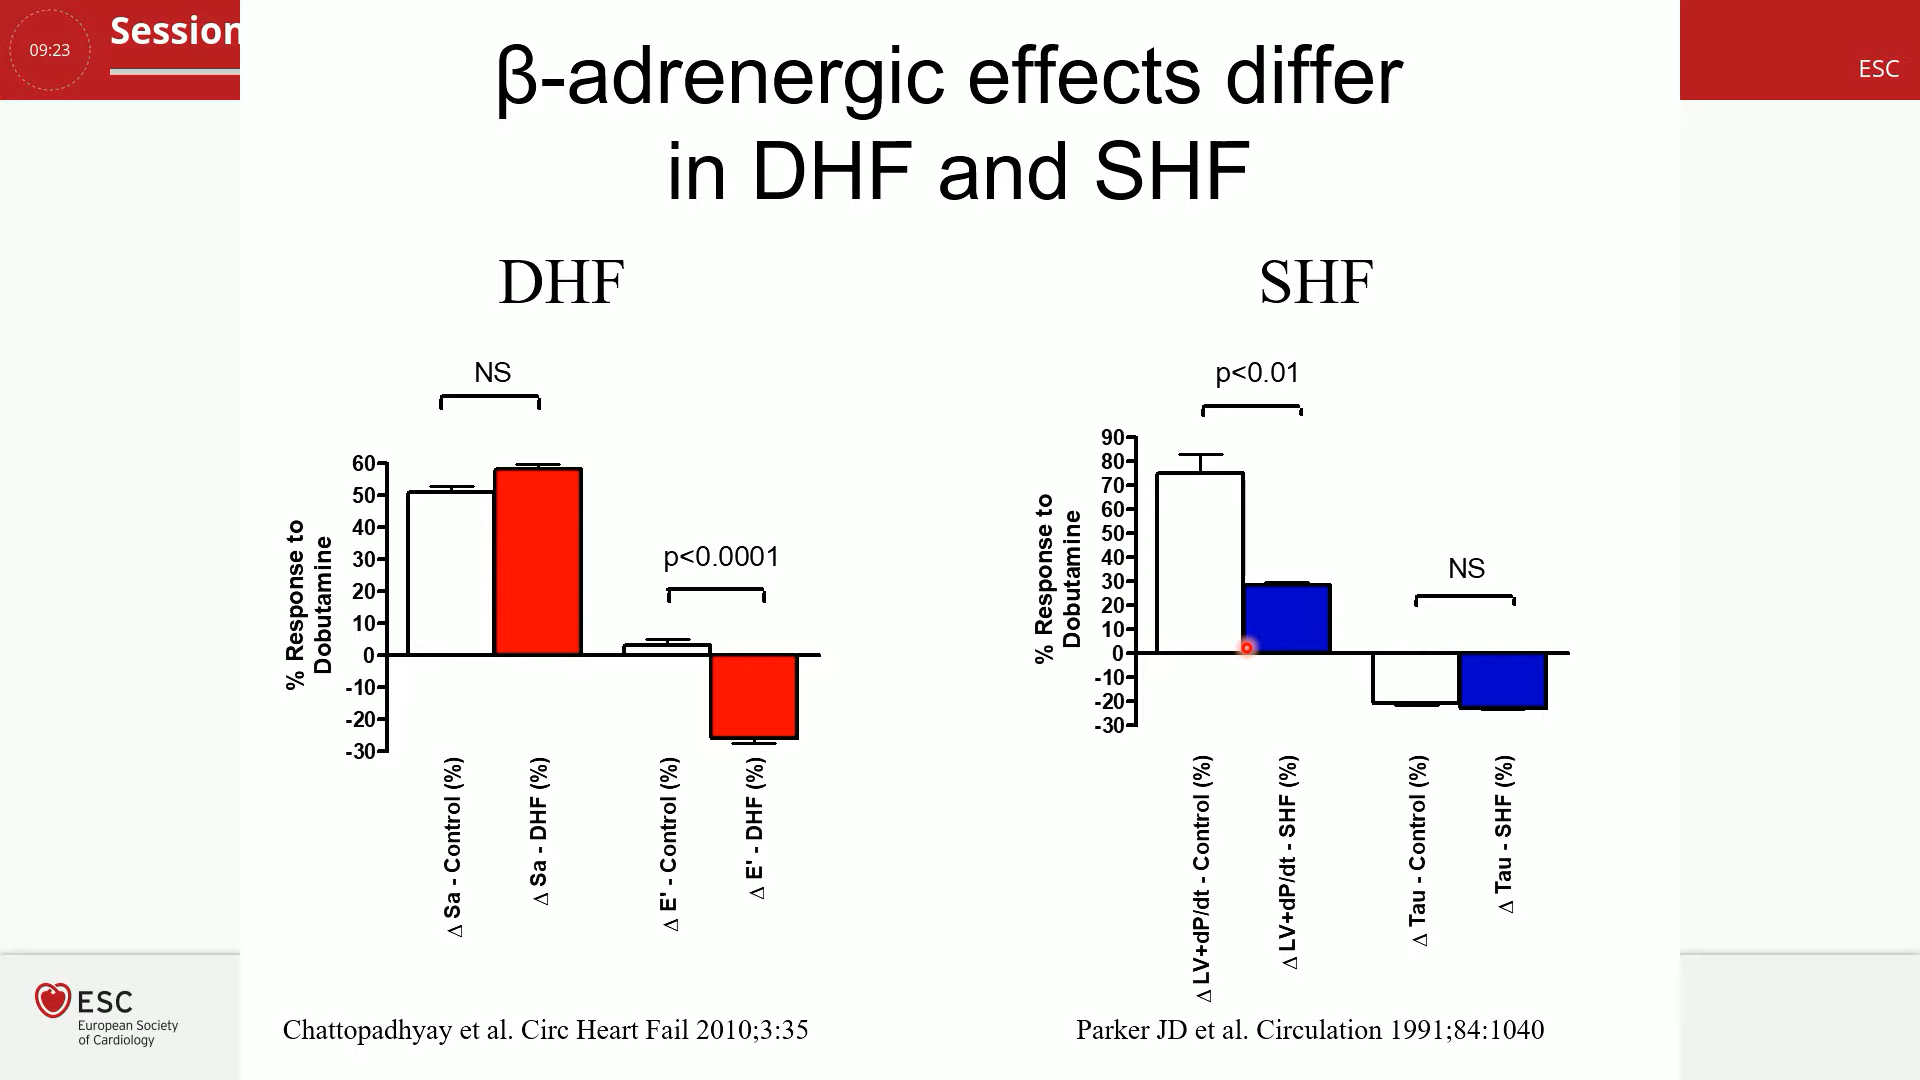 09:23
Session
ESC
β-adrenergic effects differ
in DHF and SHF
DHF
NS
p<0.0001
% Response to
Dobutamine
60
50
40
30
20
10
0
-10
-20
-30
Δ Sa - Control (%)
Δ Sa - DHF (%)
Δ E' - Control (%)
Δ E' - DHF (%)
Chattopadhyay et al. Circ Heart Fail 2010;3:35
SHF
p<0.01
NS
% Response to
Dobutamine
90
80
70
60
50
40
30
20
10
0
-10
-20
-30
Δ LV+dP/dt - Control (%)
Δ LV+dP/dt - SHF (%)
Δ Tau - Control (%)
Δ Tau - SHF (%)
Parker JD et al. Circulation 1991;84:1040
ESC
European Society
of Cardiology